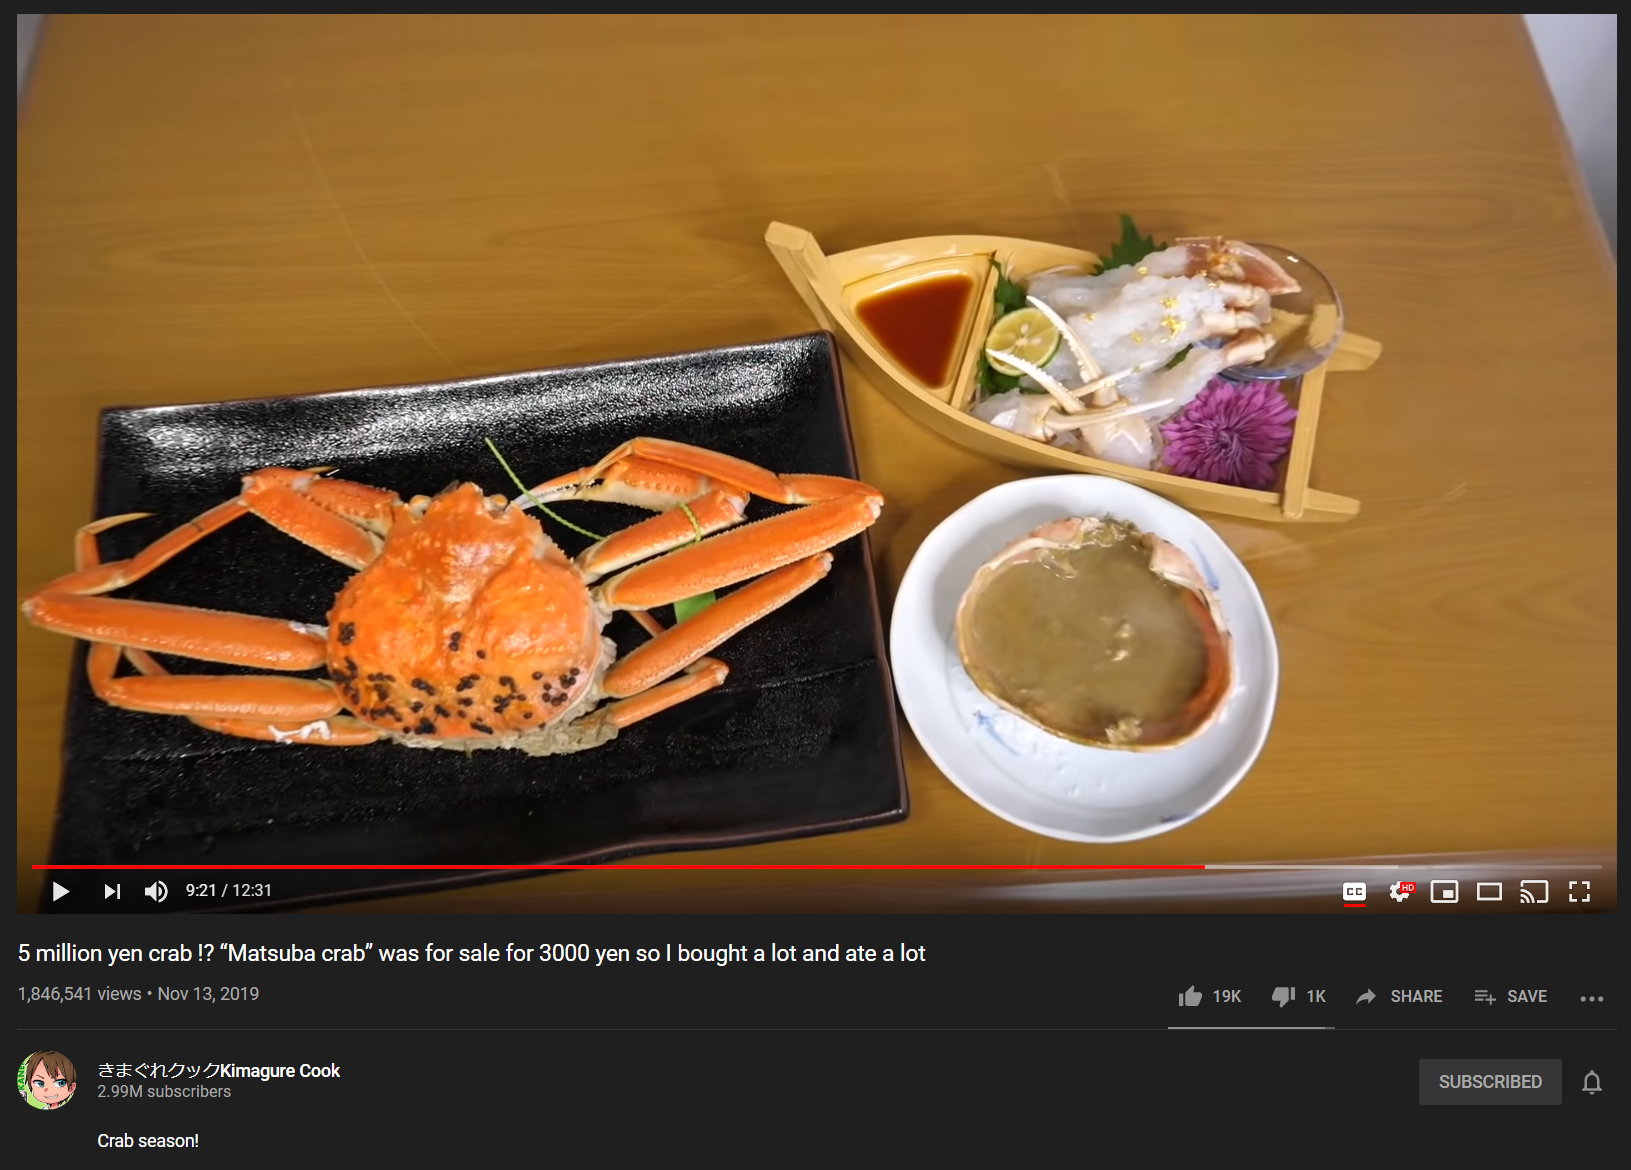 CC
HD
9:21 / 12:31
5 million yen crab !? “Matsuba crab” was for sale for 3000 yen so I bought a lot and ate a lot
1,846,541 views • Nov 13, 2019
19K
1K
SHARE
SAVE
KANE
きまぐれクックKimagure Cook
2.99M subscribers
SUBSCRIBED
Crab season!